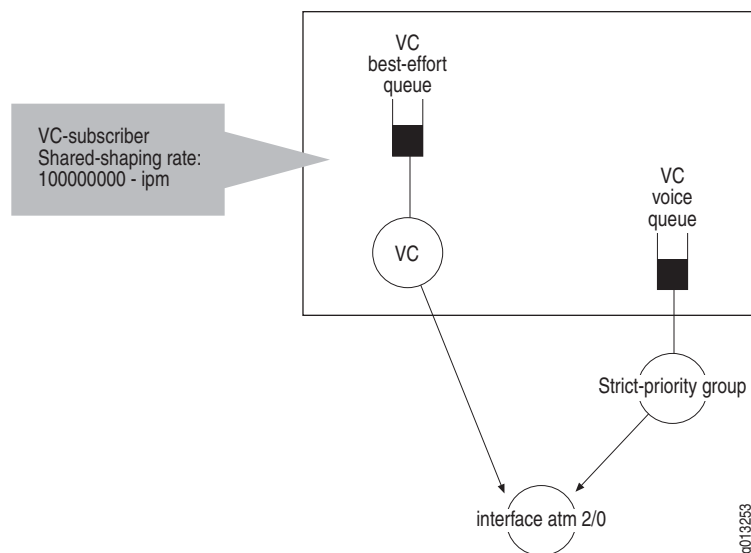 VC
best-effort
queue
VC-subscriber
Shared-shaping rate:
100000000 - ipm
VC
voice
queue
VC
Strict-priority group
interface atm 2/0
g013253